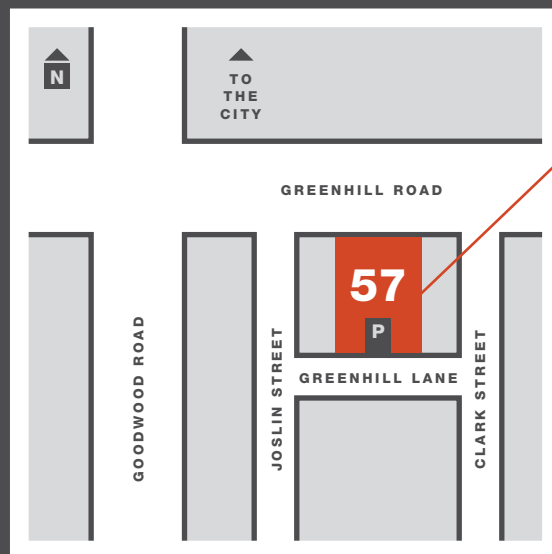 N
TO
THE
CITY
GREENHILL ROAD
57
P
GREENHILL LANE
GOODWOOD ROAD
JOSLIN STREET
CLARK STREET